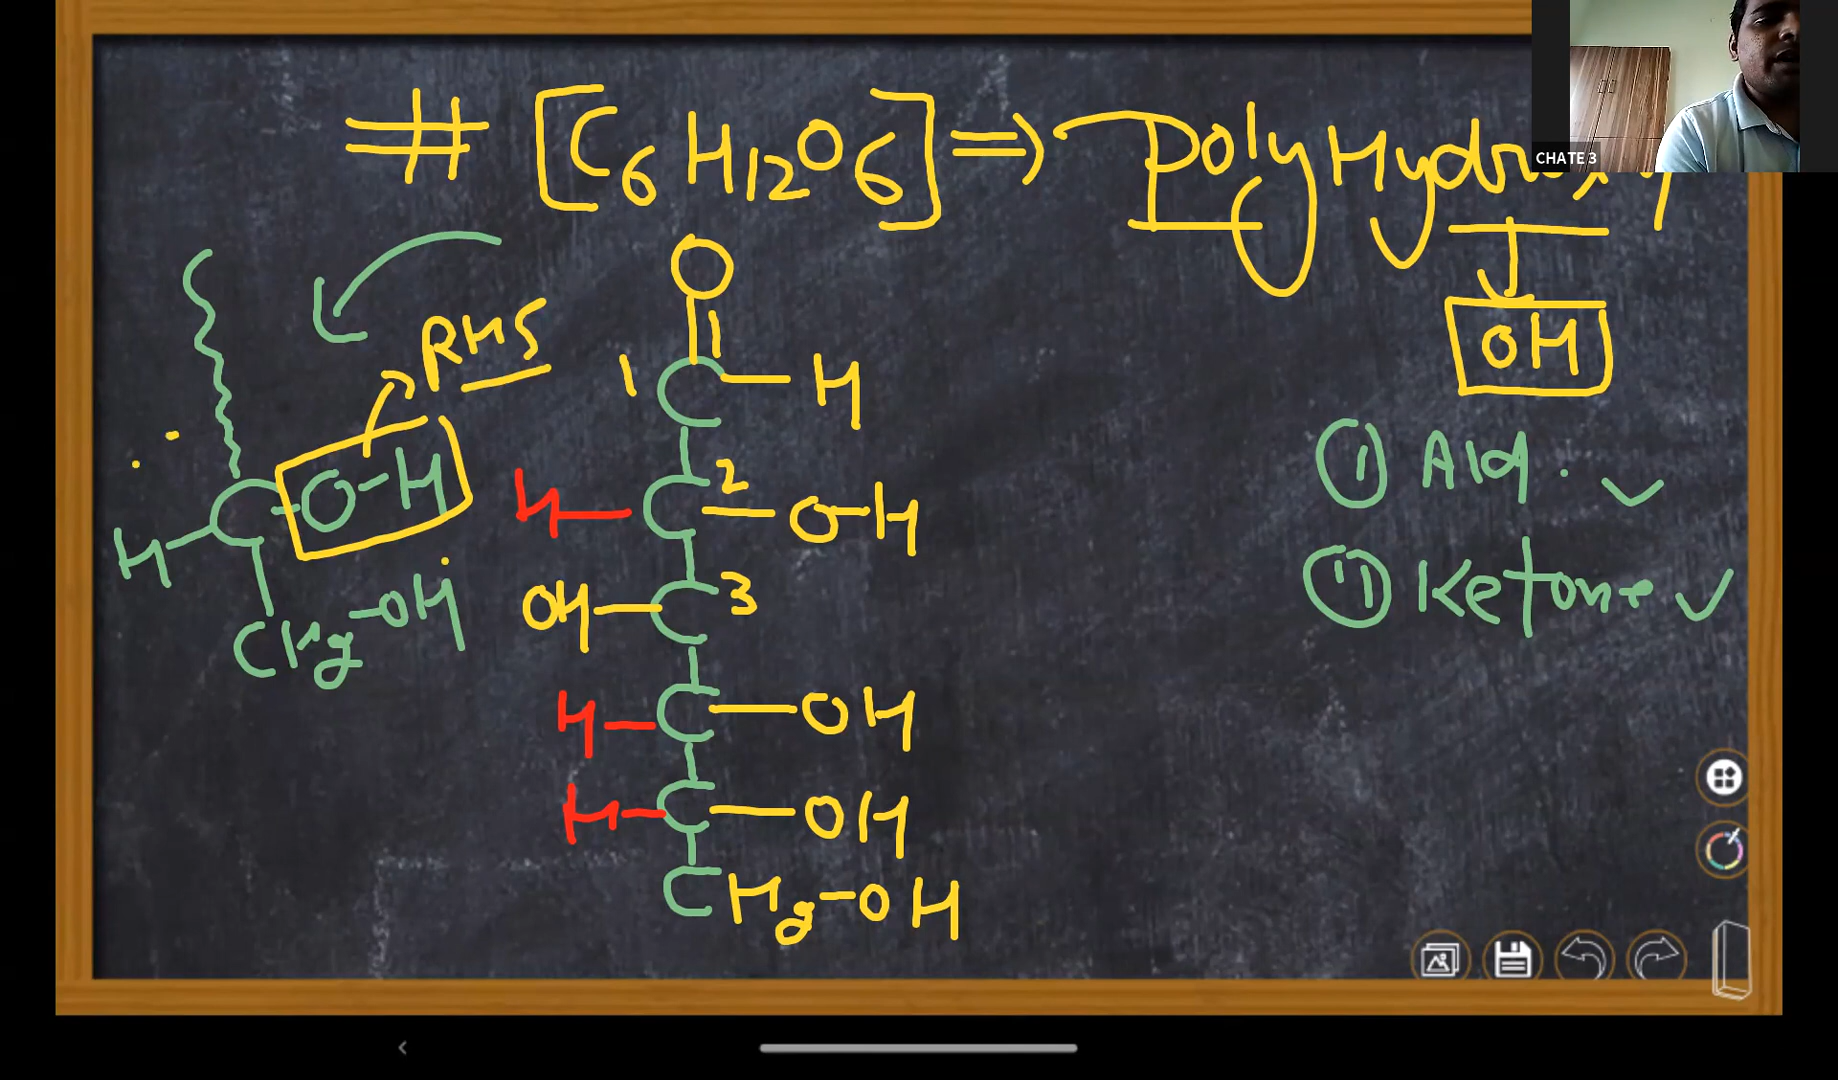 # [C6H12O6] => PolyHydroxy
CHATE 3
OH
RHS
O
1 C - H
H - C 2 - O-H
OH - C 3
H - C - OH
H - C - OH
CH2-OH
H - C - O-H
CH2-OH
① Ald.
② Ketone